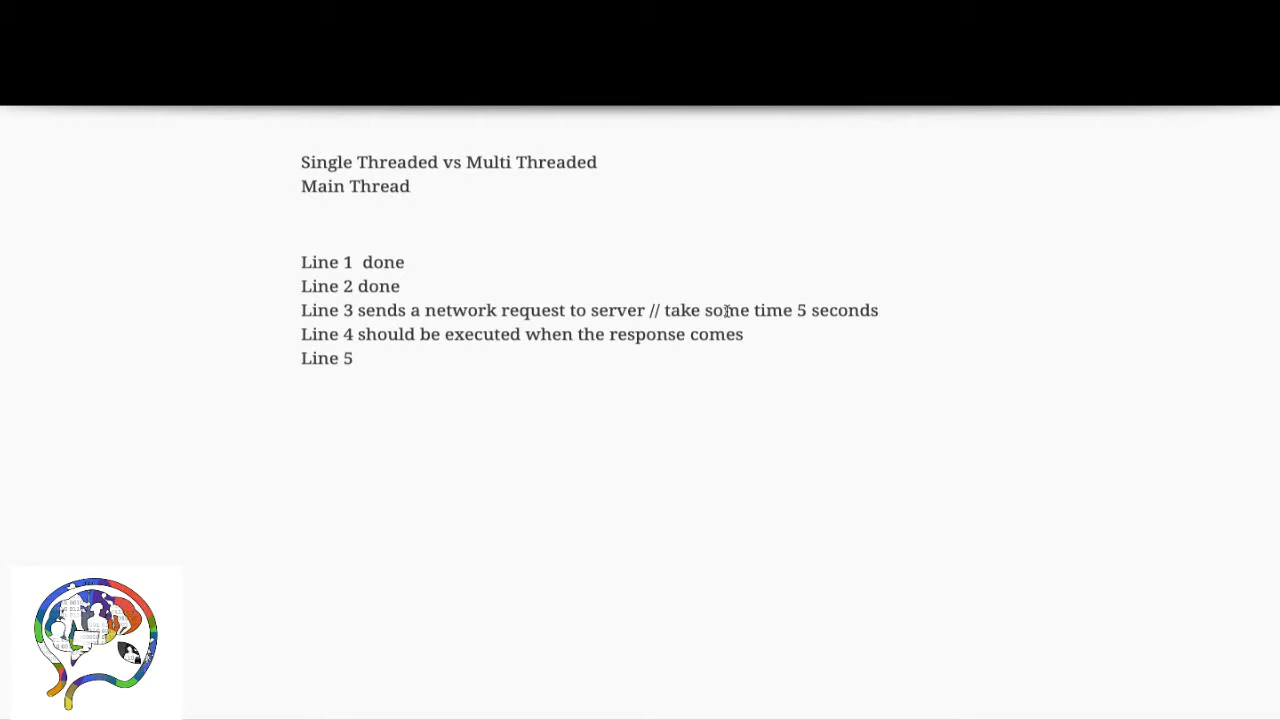 Single Threaded vs Multi Threaded
Main Thread
Line 1  done
Line 2 done
Line 3 sends a network request to server // take some time 5 seconds
Line 4 should be executed when the response comes
Line 5